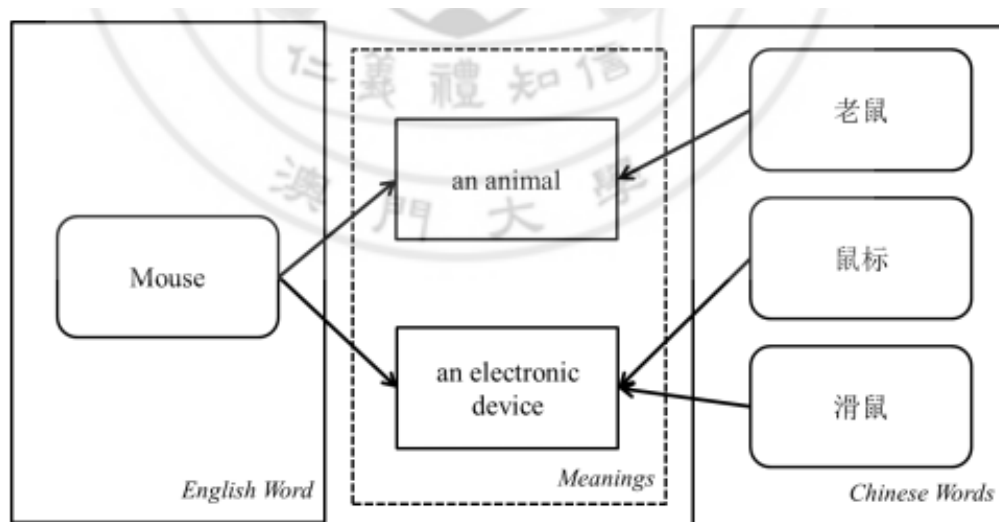 仁義禮知信
澳門大學
老鼠
an animal
鼠标
Mouse
an electronic
device
滑鼠
English Word
Meanings
Chinese Words